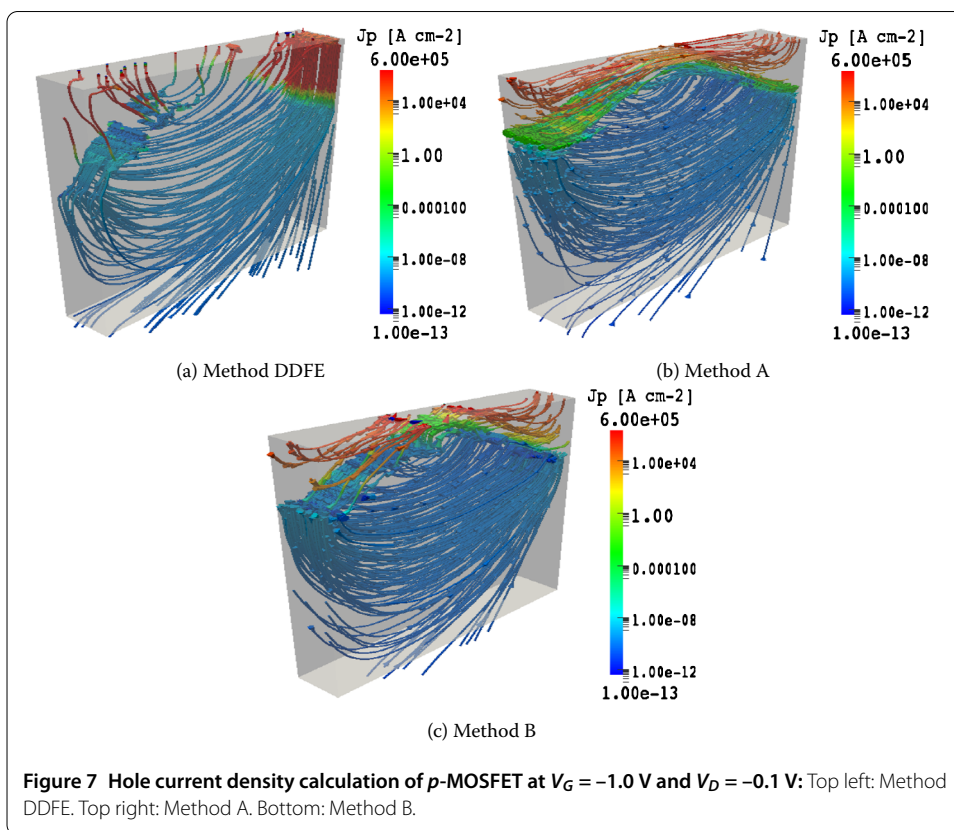 Jp [A cm-2]
6.00e+05
1.00e+04
1.00
0.000100
1.00e-08
1.00e-12
1.00e-13
(a) Method DDFE
Jp [A cm-2]
6.00e+05
1.00e+04
1.00
0.000100
1.00e-08
1.00e-12
1.00e-13
(b) Method A
Jp [A cm-2]
6.00e+05
1.00e+04
1.00
0.000100
1.00e-08
1.00e-12
1.00e-13
(c) Method B
Figure 7 Hole current density calculation of p-MOSFET at VG = –1.0 V and VD = –0.1 V: Top left: Method
DDFE. Top right: Method A. Bottom: Method B.